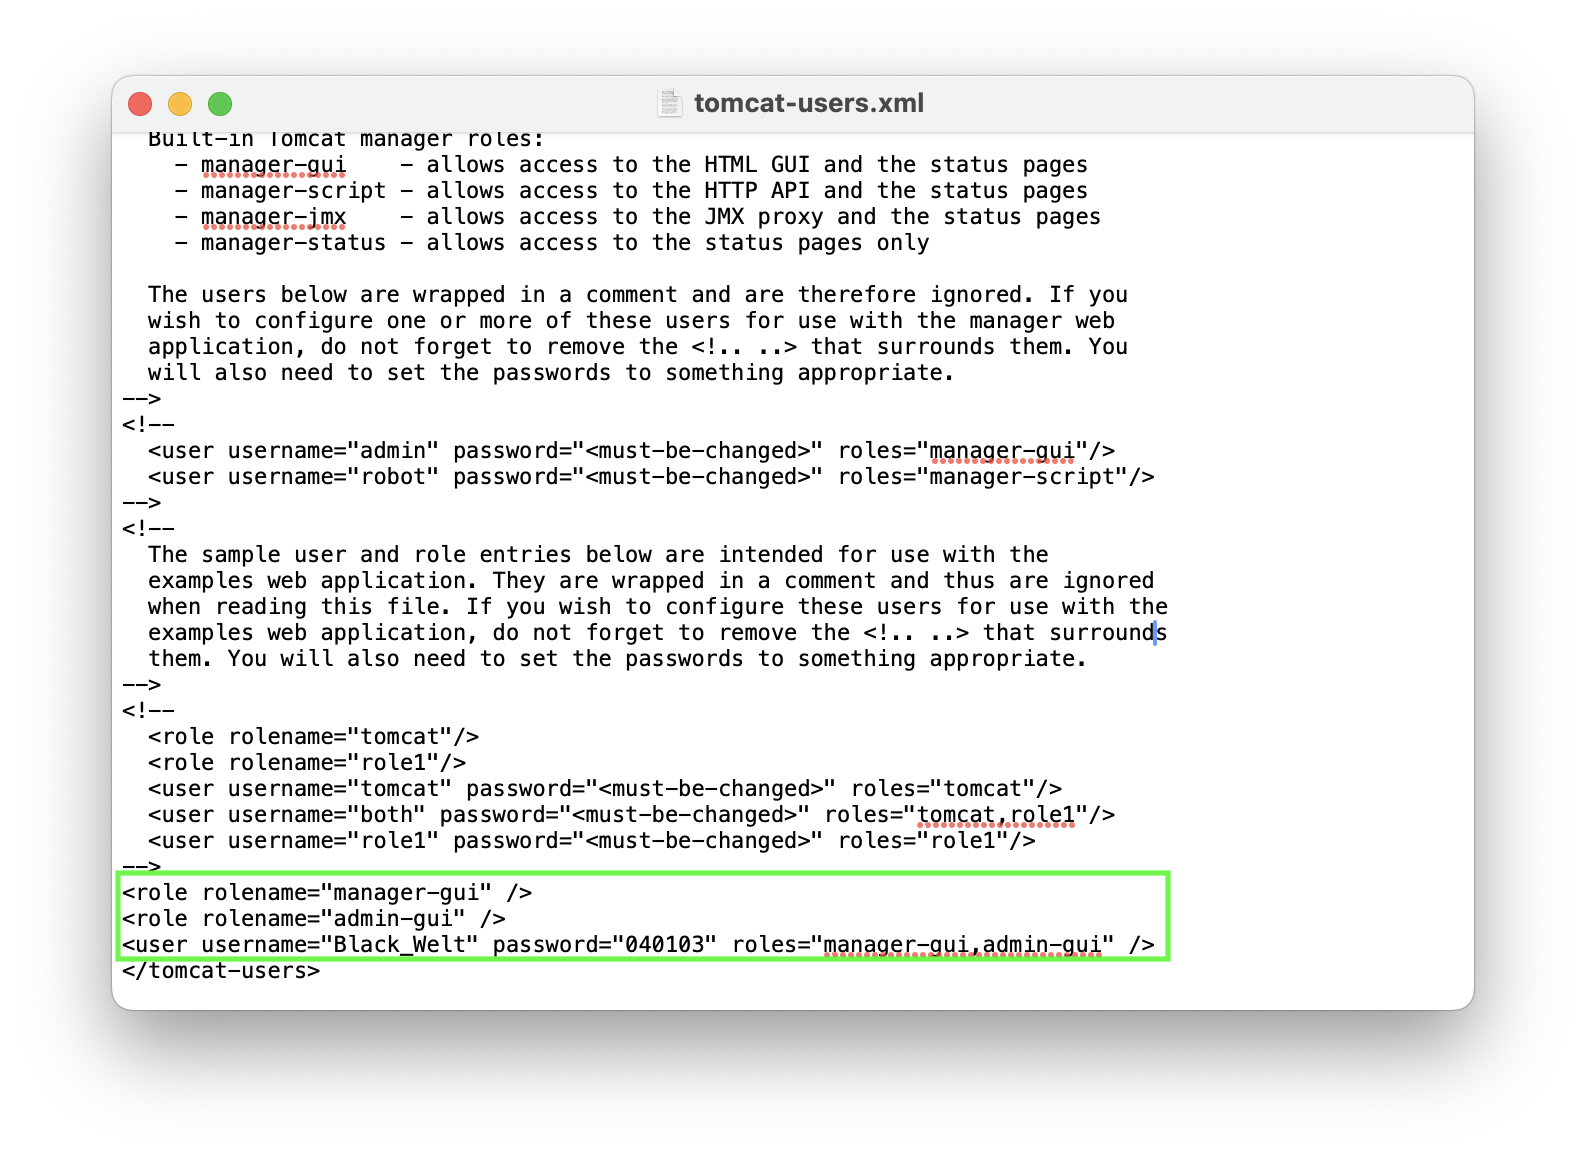 tomcat-users.xml
Built-in Tomcat manager roles:
- manager-gui    - allows access to the HTML GUI and the status pages
- manager-script - allows access to the HTTP API and the status pages
- manager-jmx    - allows access to the JMX proxy and the status pages
- manager-status - allows access to the status pages only
The users below are wrapped in a comment and are therefore ignored. If you
wish to configure one or more of these users for use with the manager web
application, do not forget to remove the <!.. ..> that surrounds them. You
will also need to set the passwords to something appropriate.
-->
<!--
<user username="admin" password="<must-be-changed>" roles="manager-gui"/>
<user username="robot" password="<must-be-changed>" roles="manager-script"/>
-->
<!--
The sample user and role entries below are intended for use with the
examples web application. They are wrapped in a comment and thus are ignored
when reading this file. If you wish to configure these users for use with the
examples web application, do not forget to remove the <!.. ..> that surrounds
them. You will also need to set the passwords to something appropriate.
-->
<!--
<role rolename="tomcat"/>
<role rolename="role1"/>
<user username="tomcat" password="<must-be-changed>" roles="tomcat"/>
<user username="both" password="<must-be-changed>" roles="tomcat,role1"/>
<user username="role1" password="<must-be-changed>" roles="role1"/>
-->
<role rolename="manager-gui" />
<role rolename="admin-gui" />
<user username="Black_Welt" password="040103" roles="manager-gui,admin-gui" />
</tomcat-users>